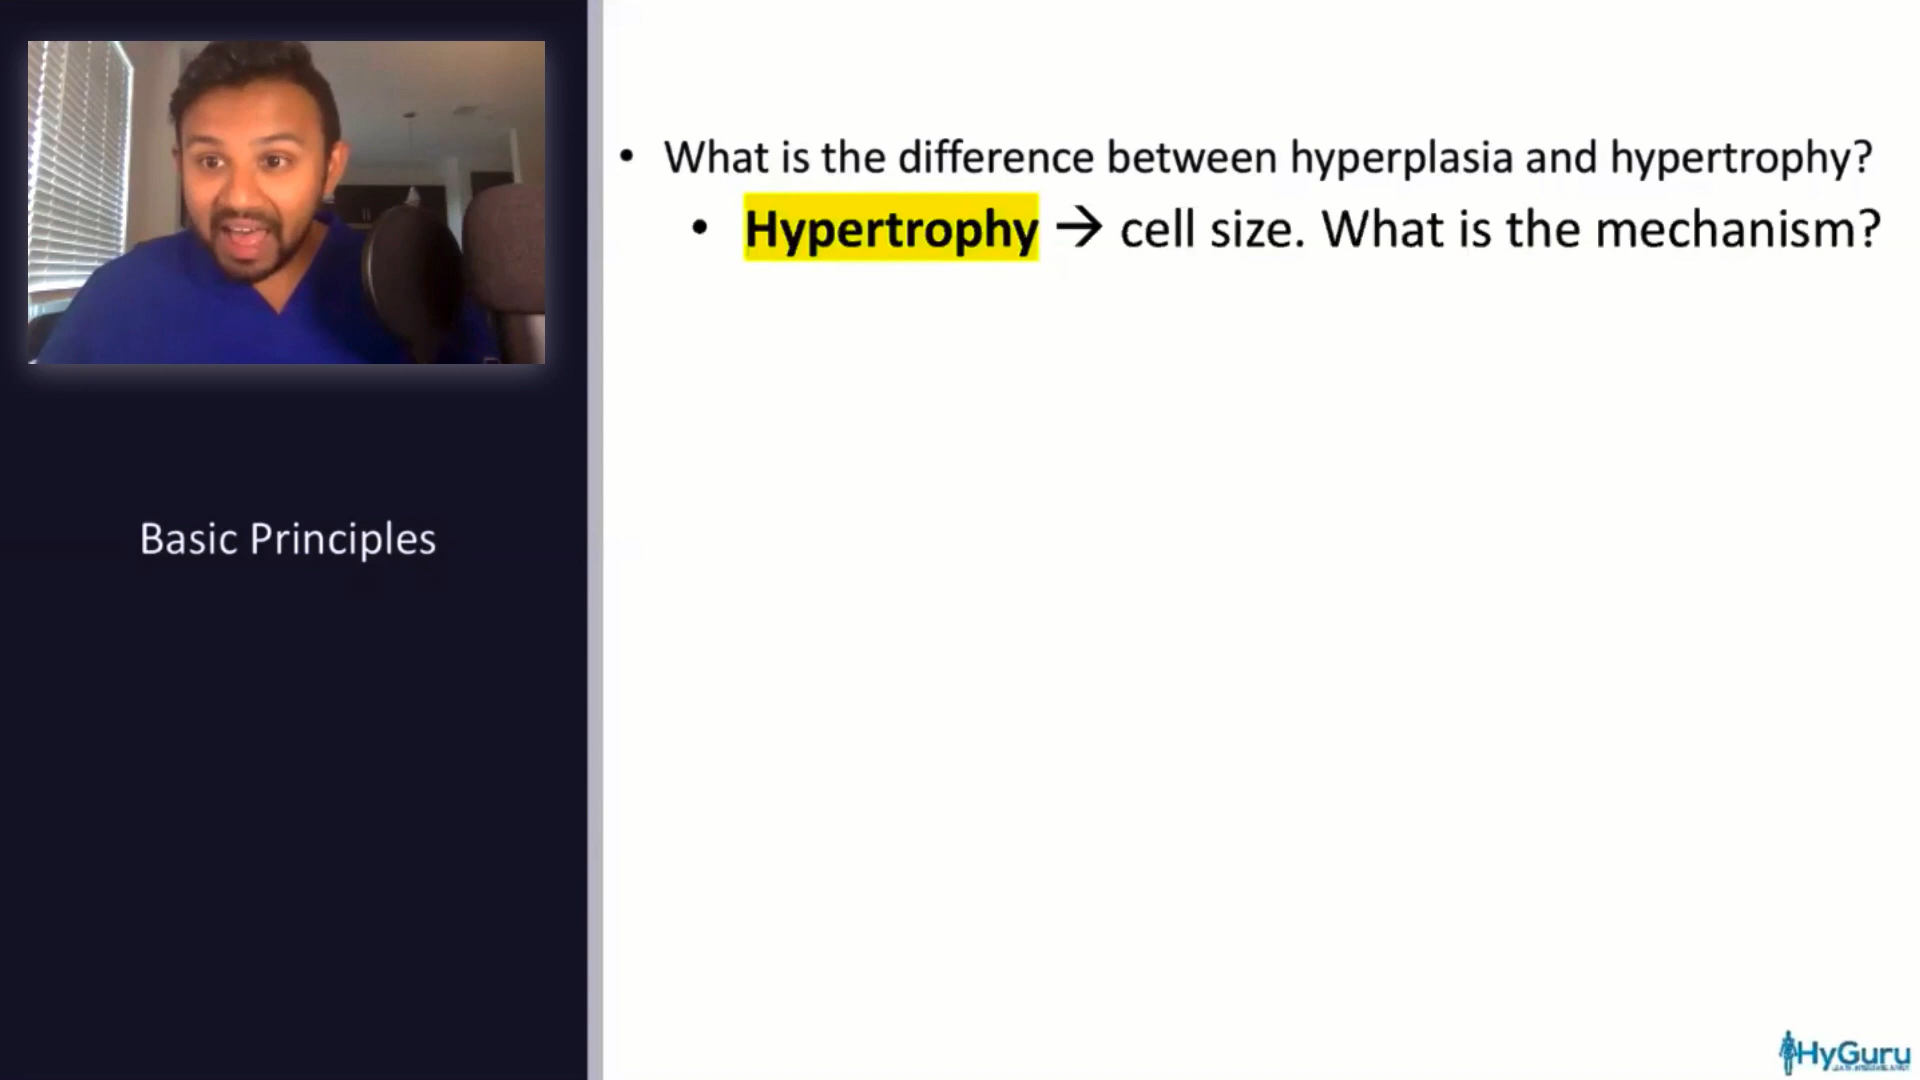 • What is the difference between hyperplasia and hypertrophy?
• Hypertrophy → cell size. What is the mechanism?
Basic Principles
HyGuru